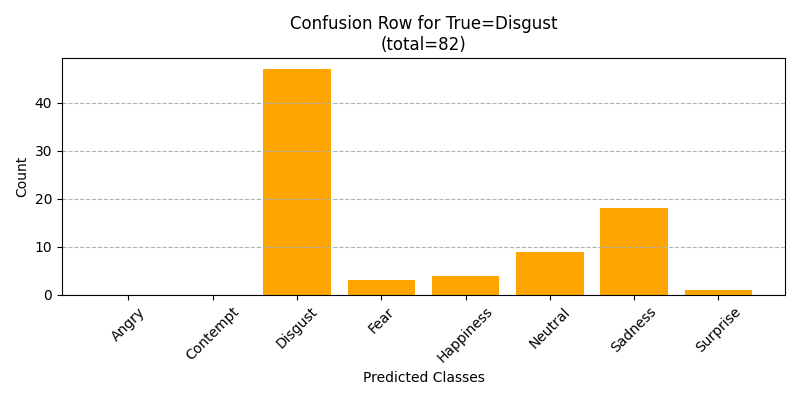 Confusion Row for True=Disgust
(total=82)
Count
40
30
20
10
0
Angry
Contempt
Disgust
Fear
Happiness
Neutral
Sadness
Surprise
Predicted Classes